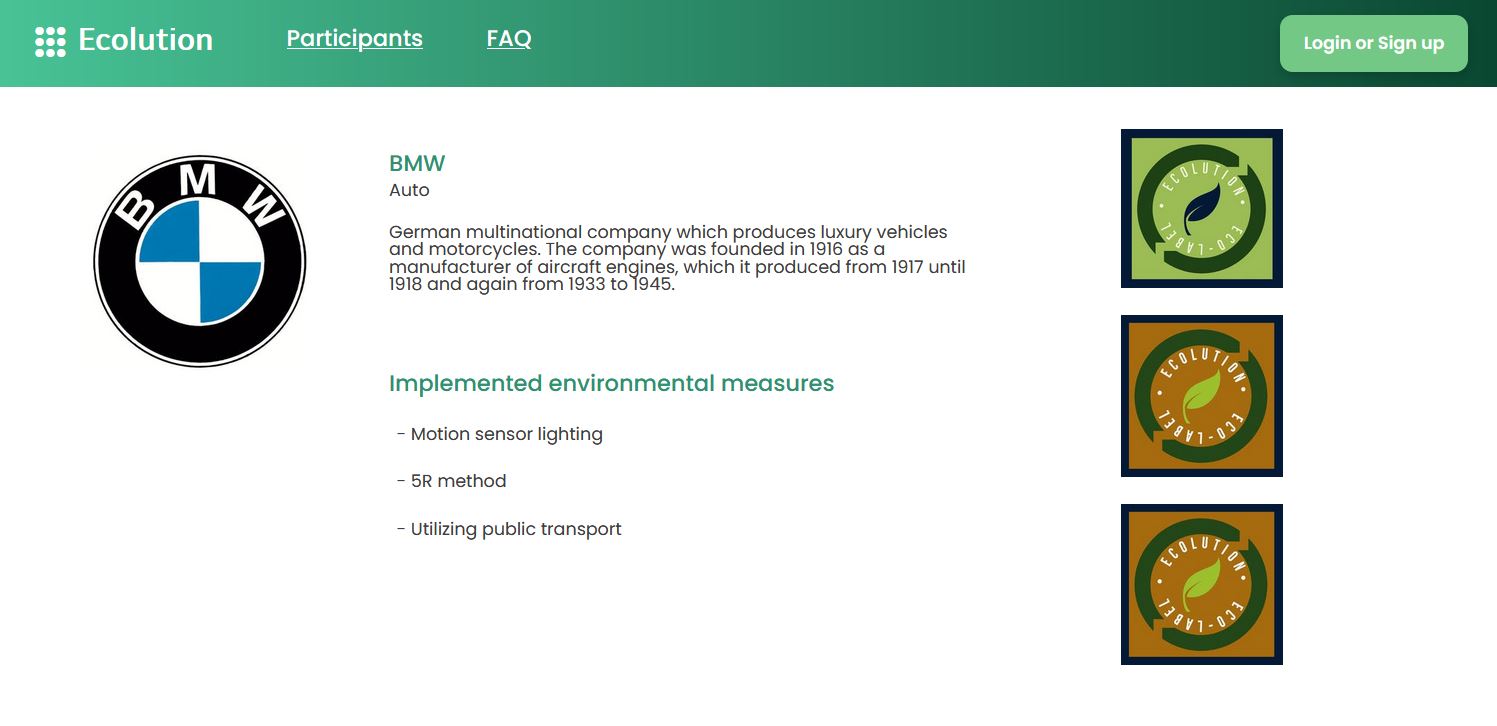 Ecolution
Participants
FAQ
Login or Sign up
BMW
BMW
Auto
German multinational company which produces luxury vehicles
and motorcycles. The company was founded in 1916 as a
manufacturer of aircraft engines, which it produced from 1917 until
1918 and again from 1933 to 1945.
Implemented environmental measures
- Motion sensor lighting
- 5R method
- Utilizing public transport
• ECOLUTION •
ECO-LABEL
• ECOLUTION •
ECO-LABEL
• ECOLUTION •
ECO-LABEL